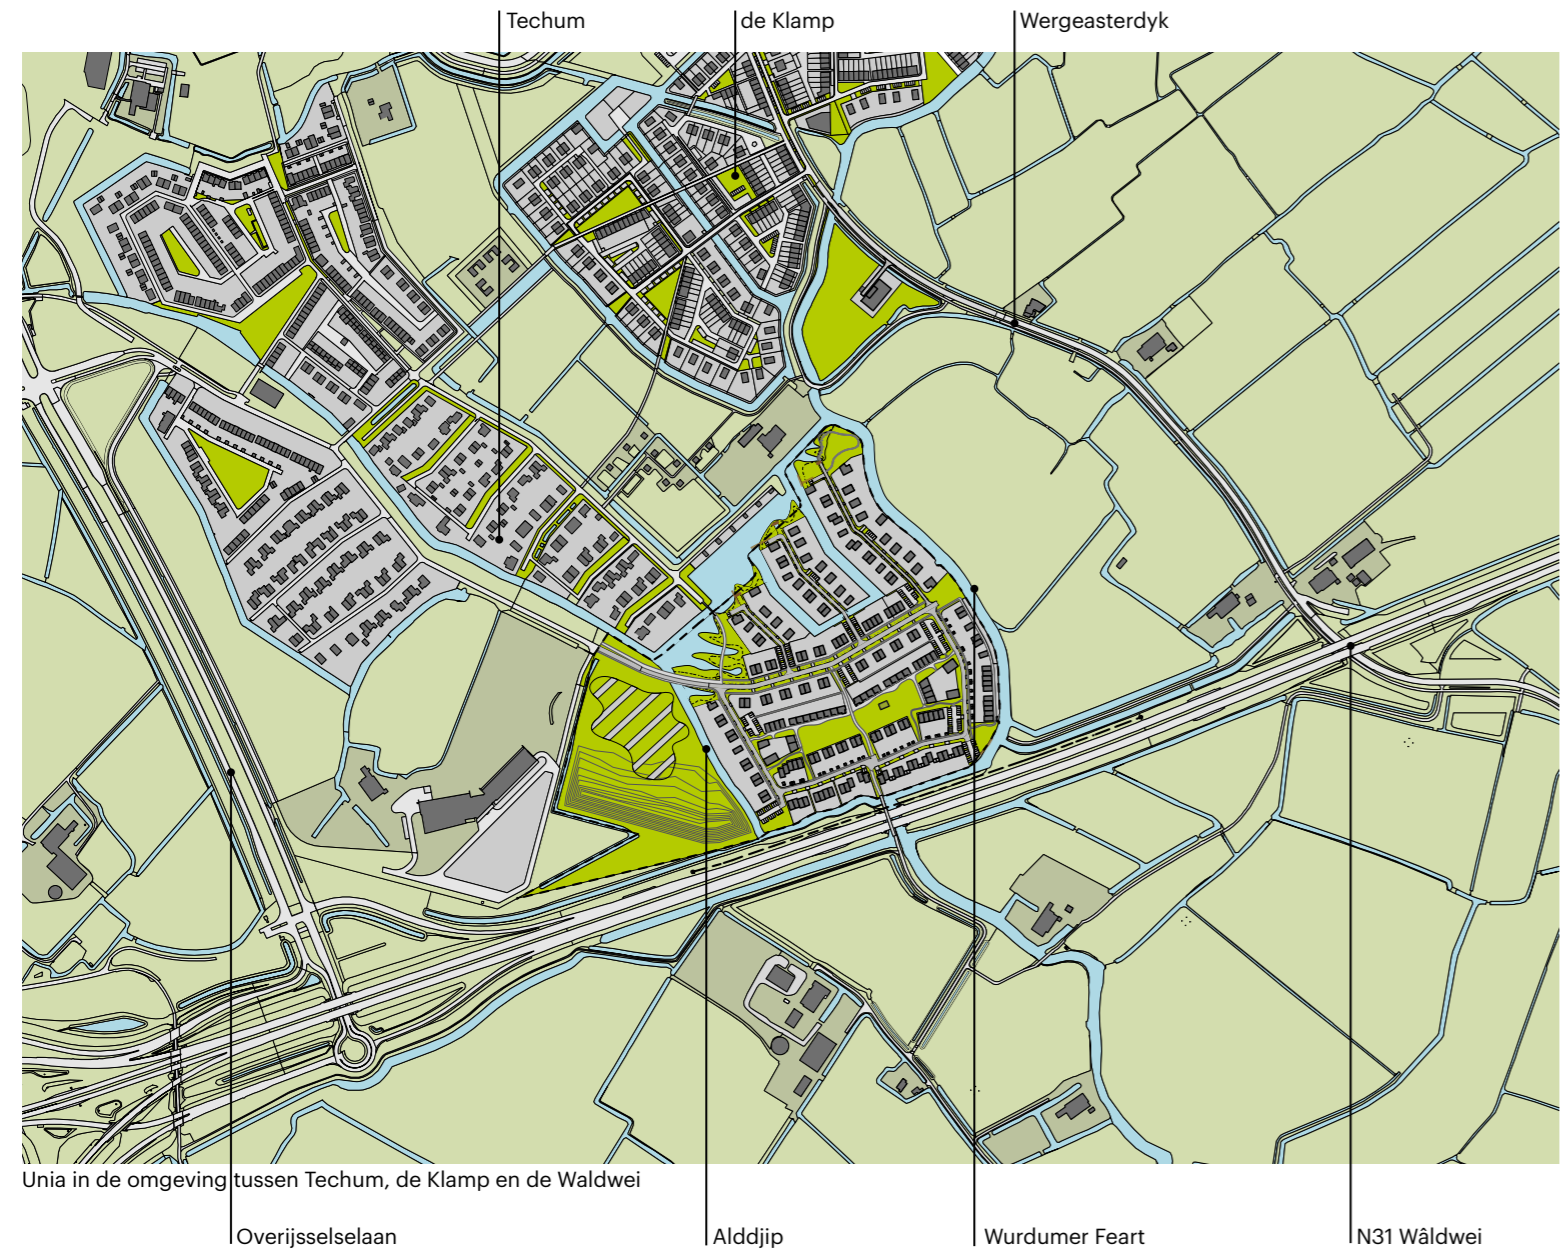 Techum
de Klamp
Wergeasterdyk
Unia in de omgeving tussen Techum, de Klamp en de Waldwei
Overijsselselaan
Alddjip
Wurdumer Feart
N31 Wâldwei